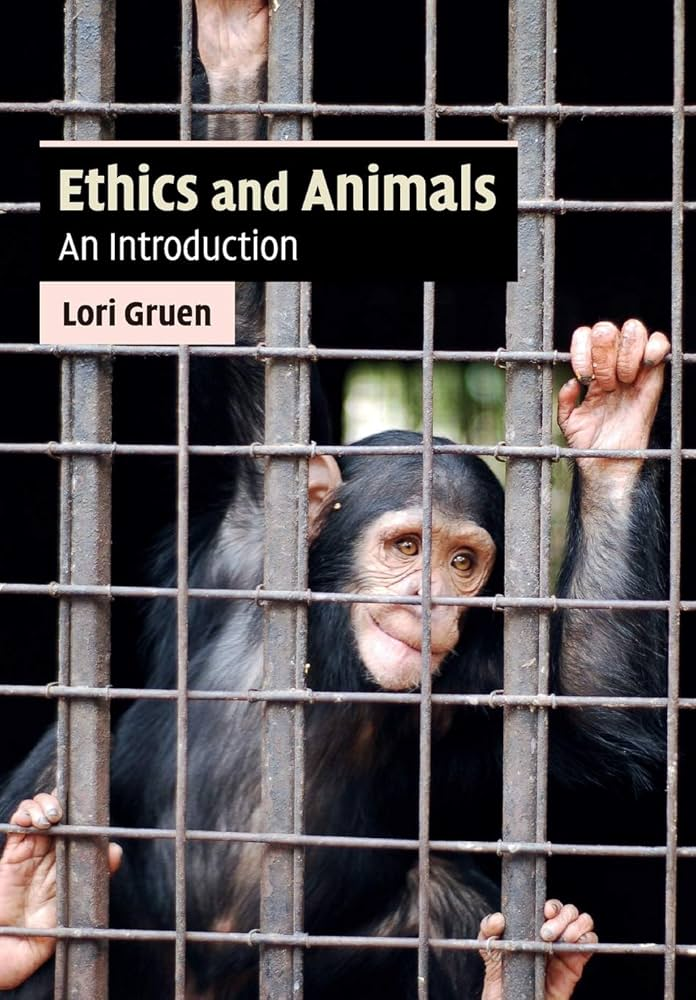 Ethics and Animals
An Introduction
Lori Gruen